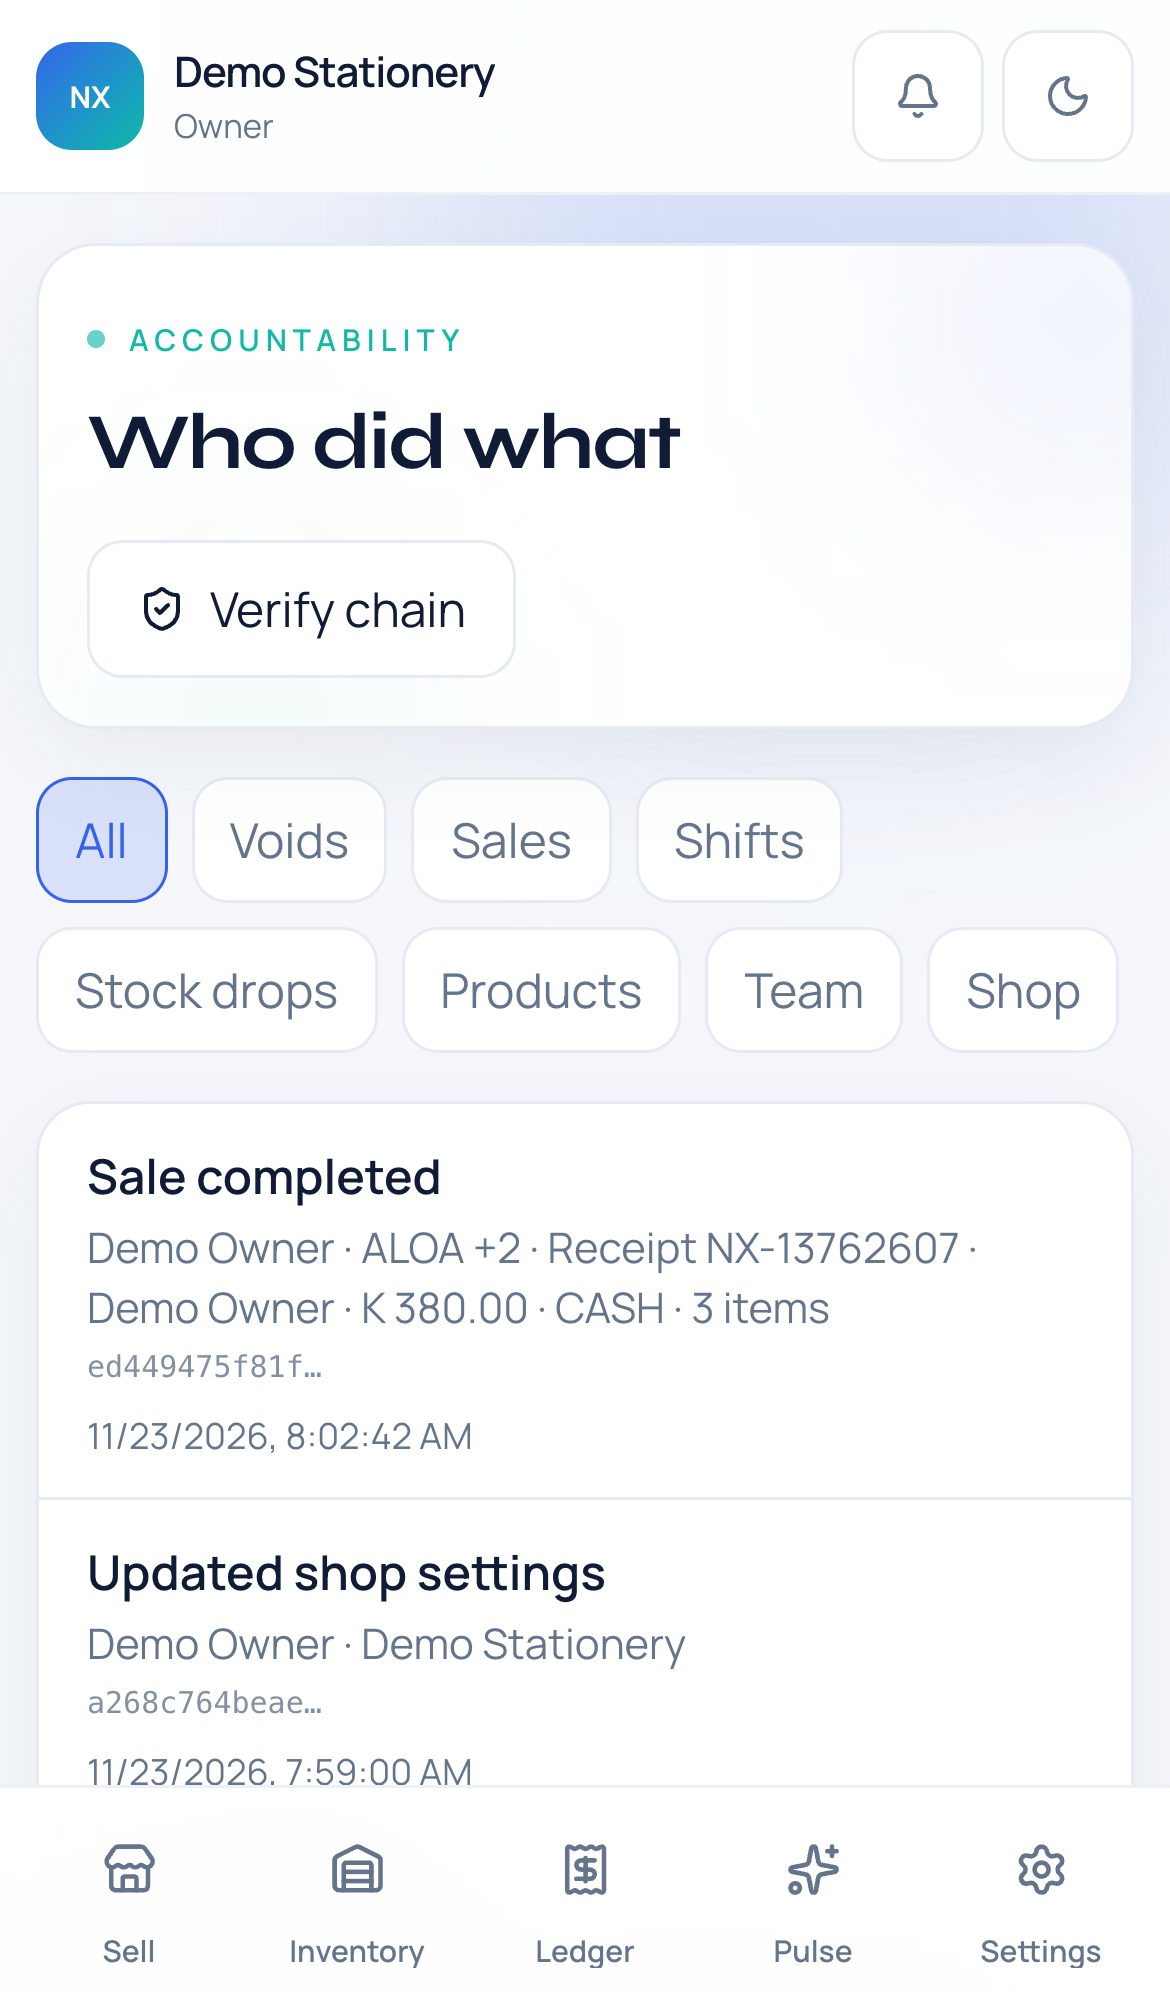 NX
Demo Stationery
Owner
ACCOUNTABILITY
Who did what
Verify chain
All
Voids
Sales
Shifts
Stock drops
Products
Team
Shop
Sale completed
Demo Owner · ALOA +2 · Receipt NX-13762607 ·
Demo Owner · K 380.00 · CASH · 3 items
ed449475f81f…
11/23/2026, 8:02:42 AM
Updated shop settings
Demo Owner · Demo Stationery
a268c764beae…
11/23/2026, 7:59:00 AM
Sell
Inventory
Ledger
Pulse
Settings